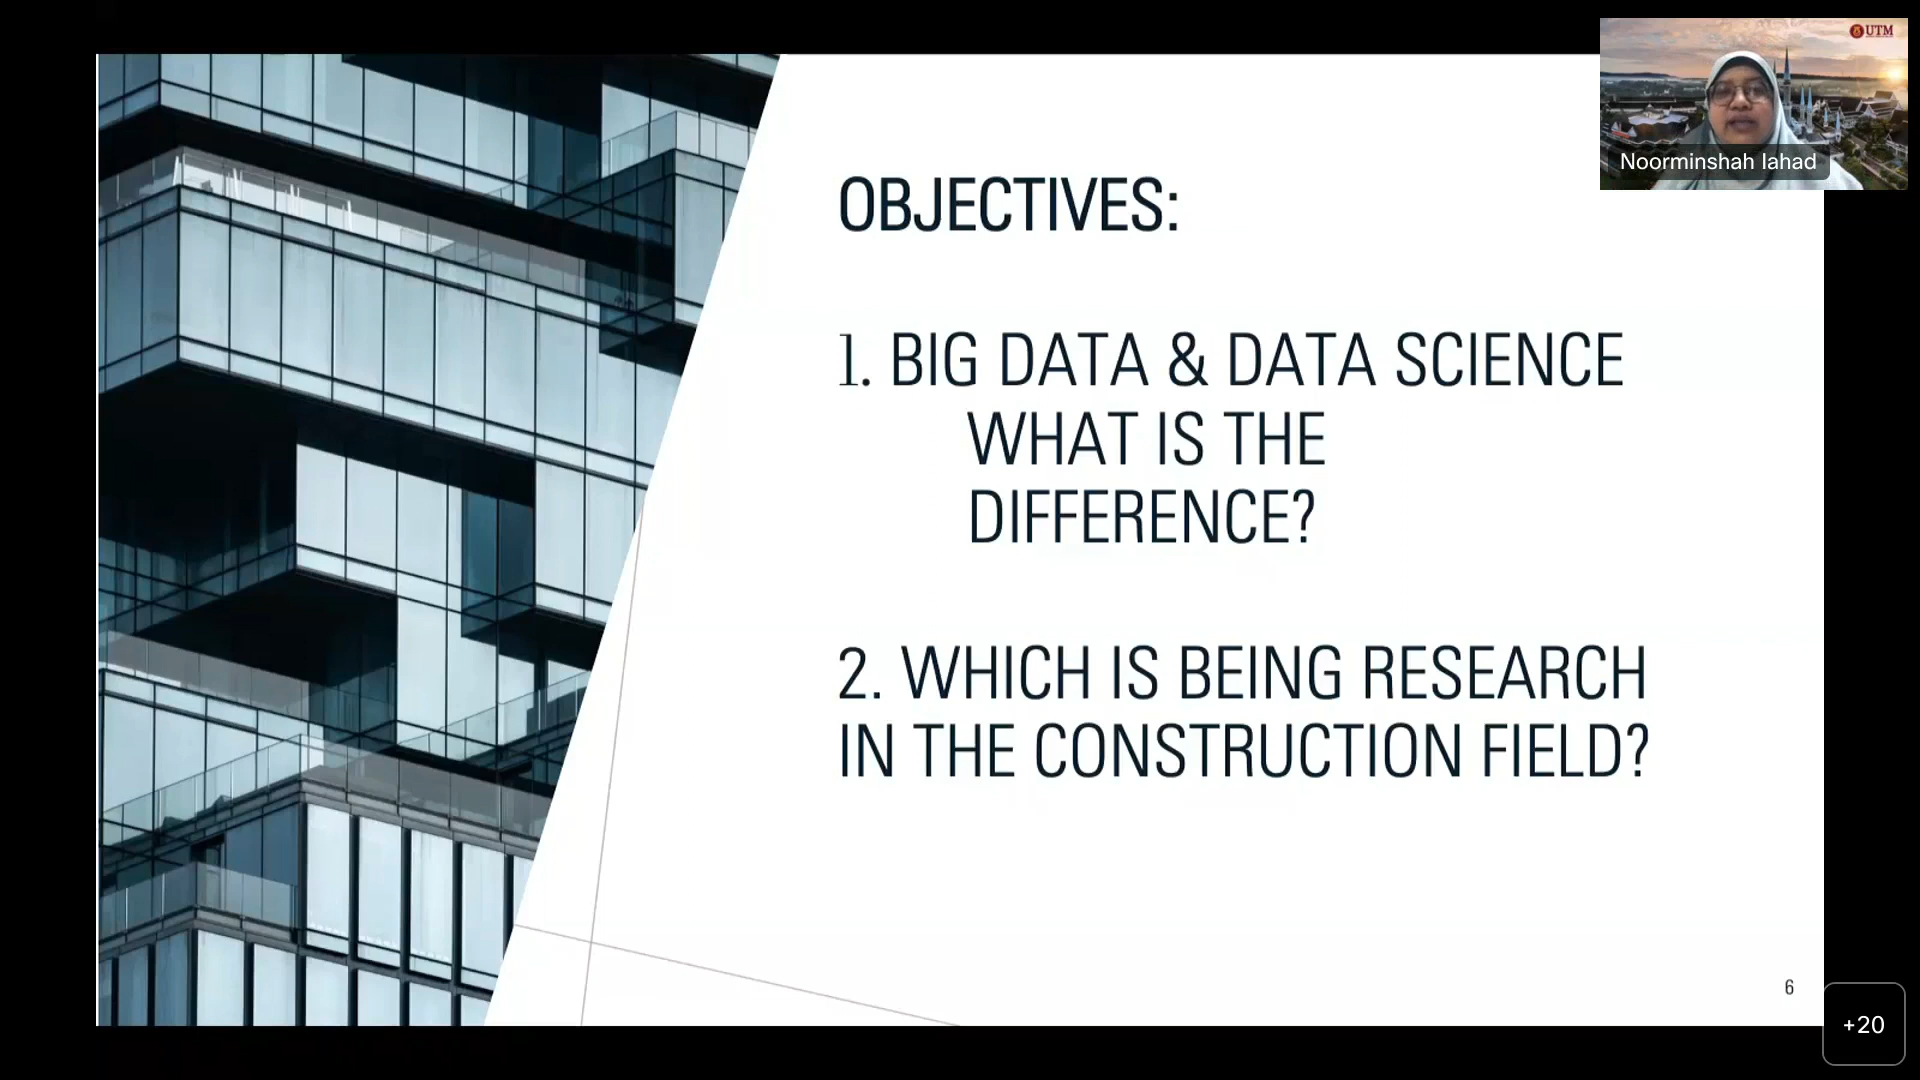 UTM
Noorminshah Iahad
OBJECTIVES:
1. BIG DATA & DATA SCIENCE
WHAT IS THE
DIFFERENCE?
2. WHICH IS BEING RESEARCH
IN THE CONSTRUCTION FIELD?
6
+20